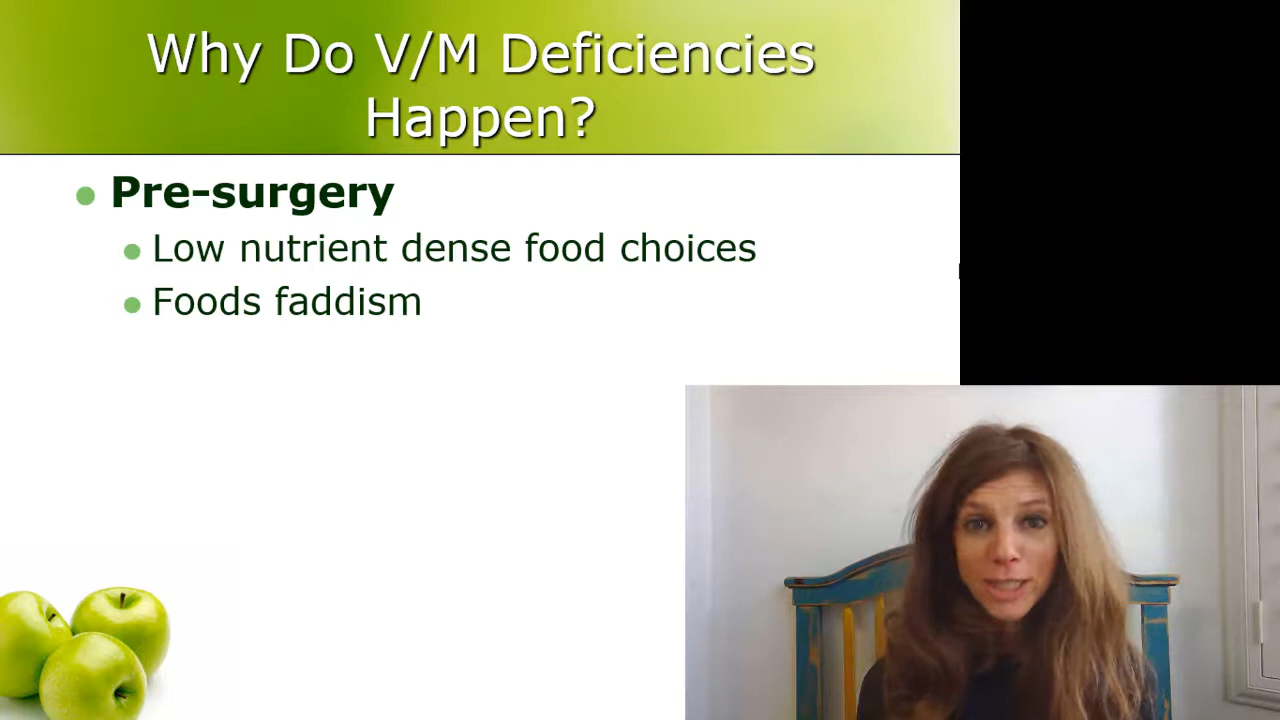 Why Do V/M Deficiencies
Happen?
Pre-surgery
Low nutrient dense food choices
Foods faddism